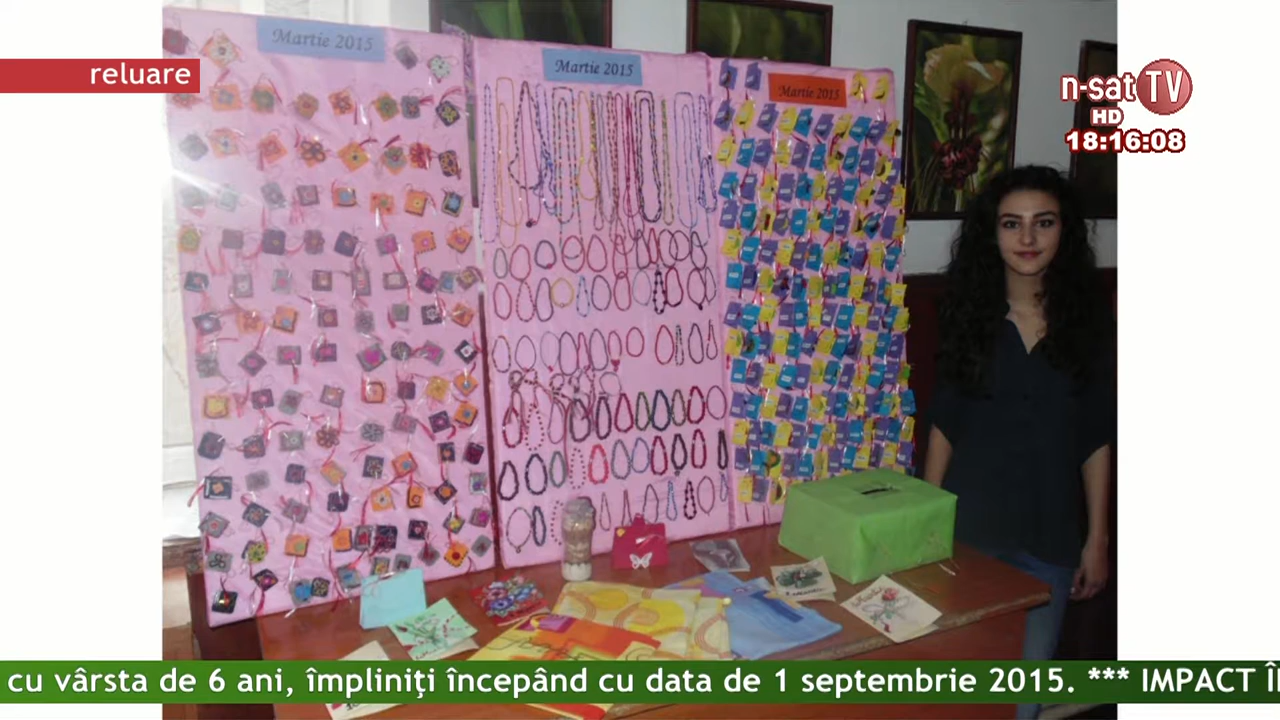 reluare
Martie 2015
Martie 2015
Martie 2015
n-sat TV
HD
18:16:08
cu vârsta de 6 ani, împliniţi începând cu data de 1 septembrie 2015. *** IMPACT Î